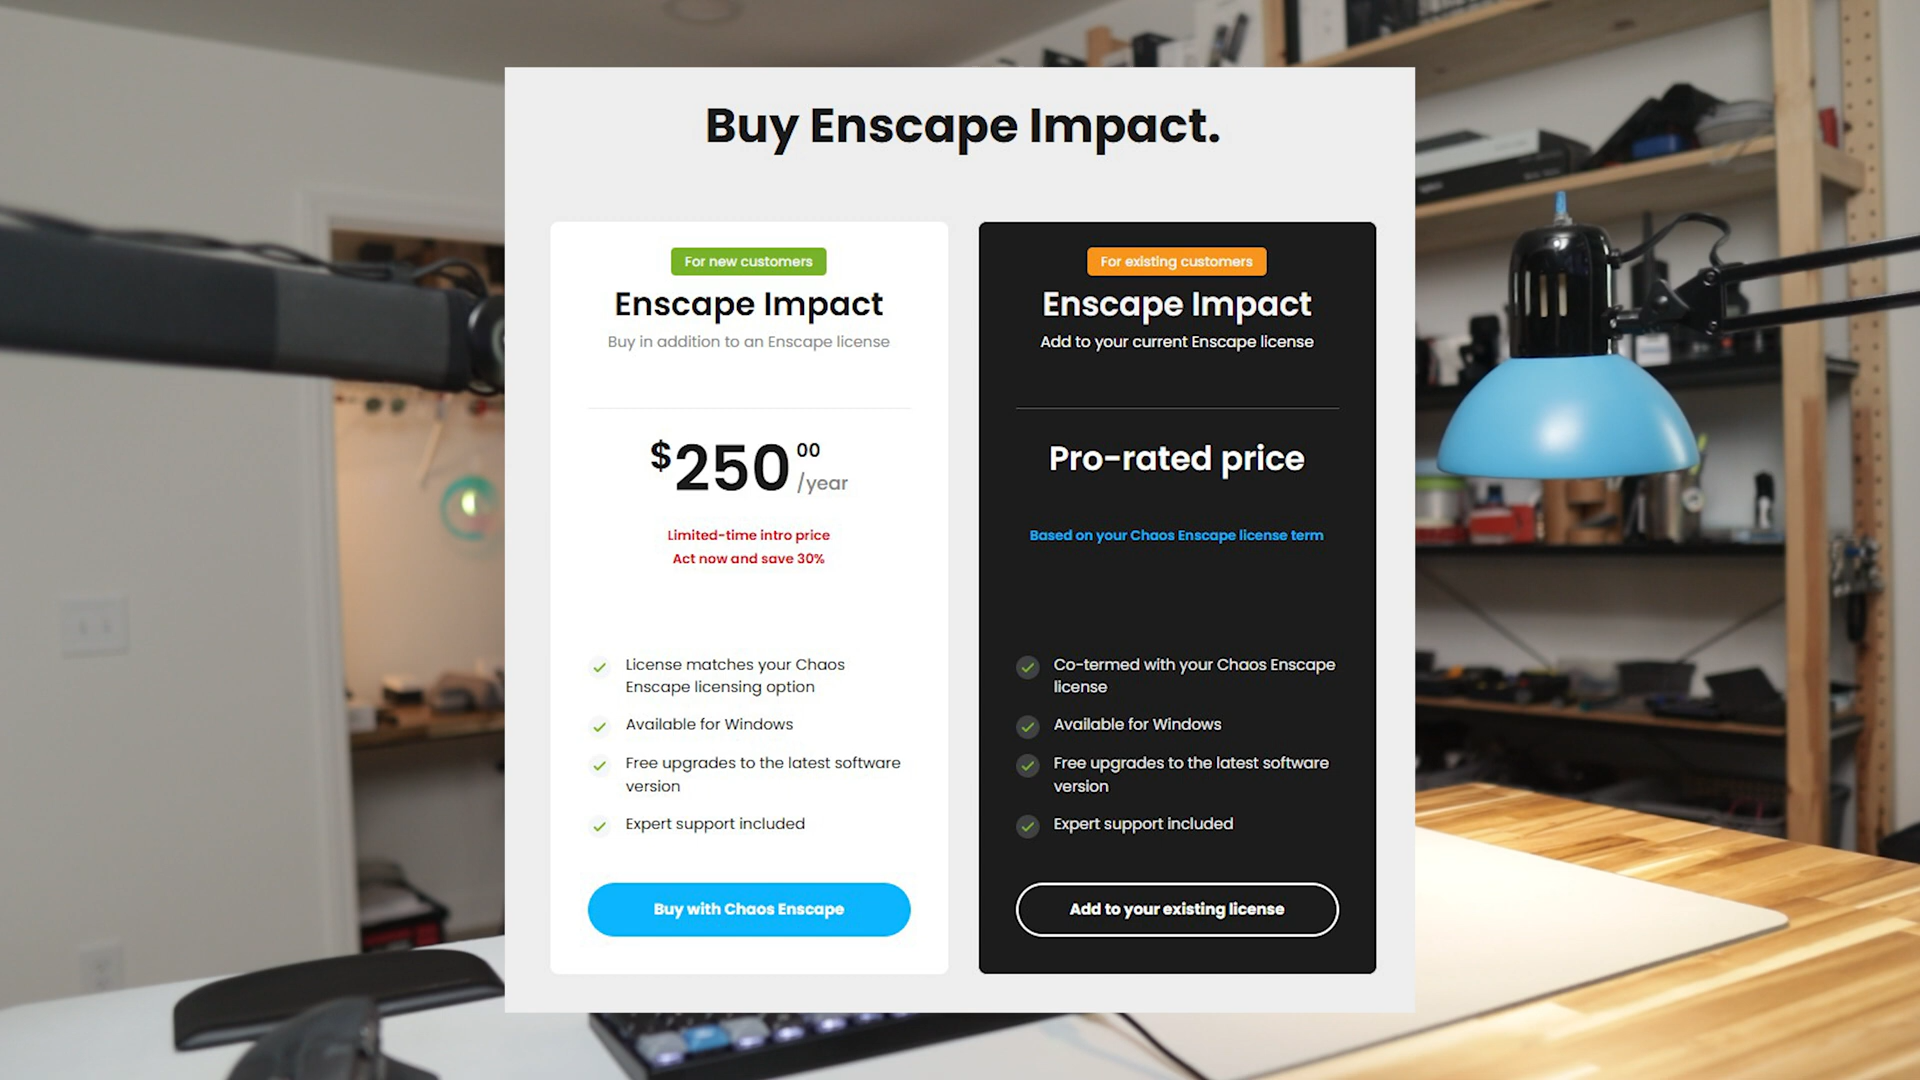 Buy Enscape Impact.
For new customers
Enscape Impact
Buy in addition to an Enscape license
$250 00
/year
Limited-time intro price
Act now and save 30%
License matches your Chaos
Enscape licensing option
Available for Windows
Free upgrades to the latest software
version
Expert support included
Buy with Chaos Enscape
For existing customers
Enscape Impact
Add to your current Enscape license
Pro-rated price
Based on your Chaos Enscape license term
Co-termed with your Chaos Enscape
license
Available for Windows
Free upgrades to the latest software
version
Expert support included
Add to your existing license